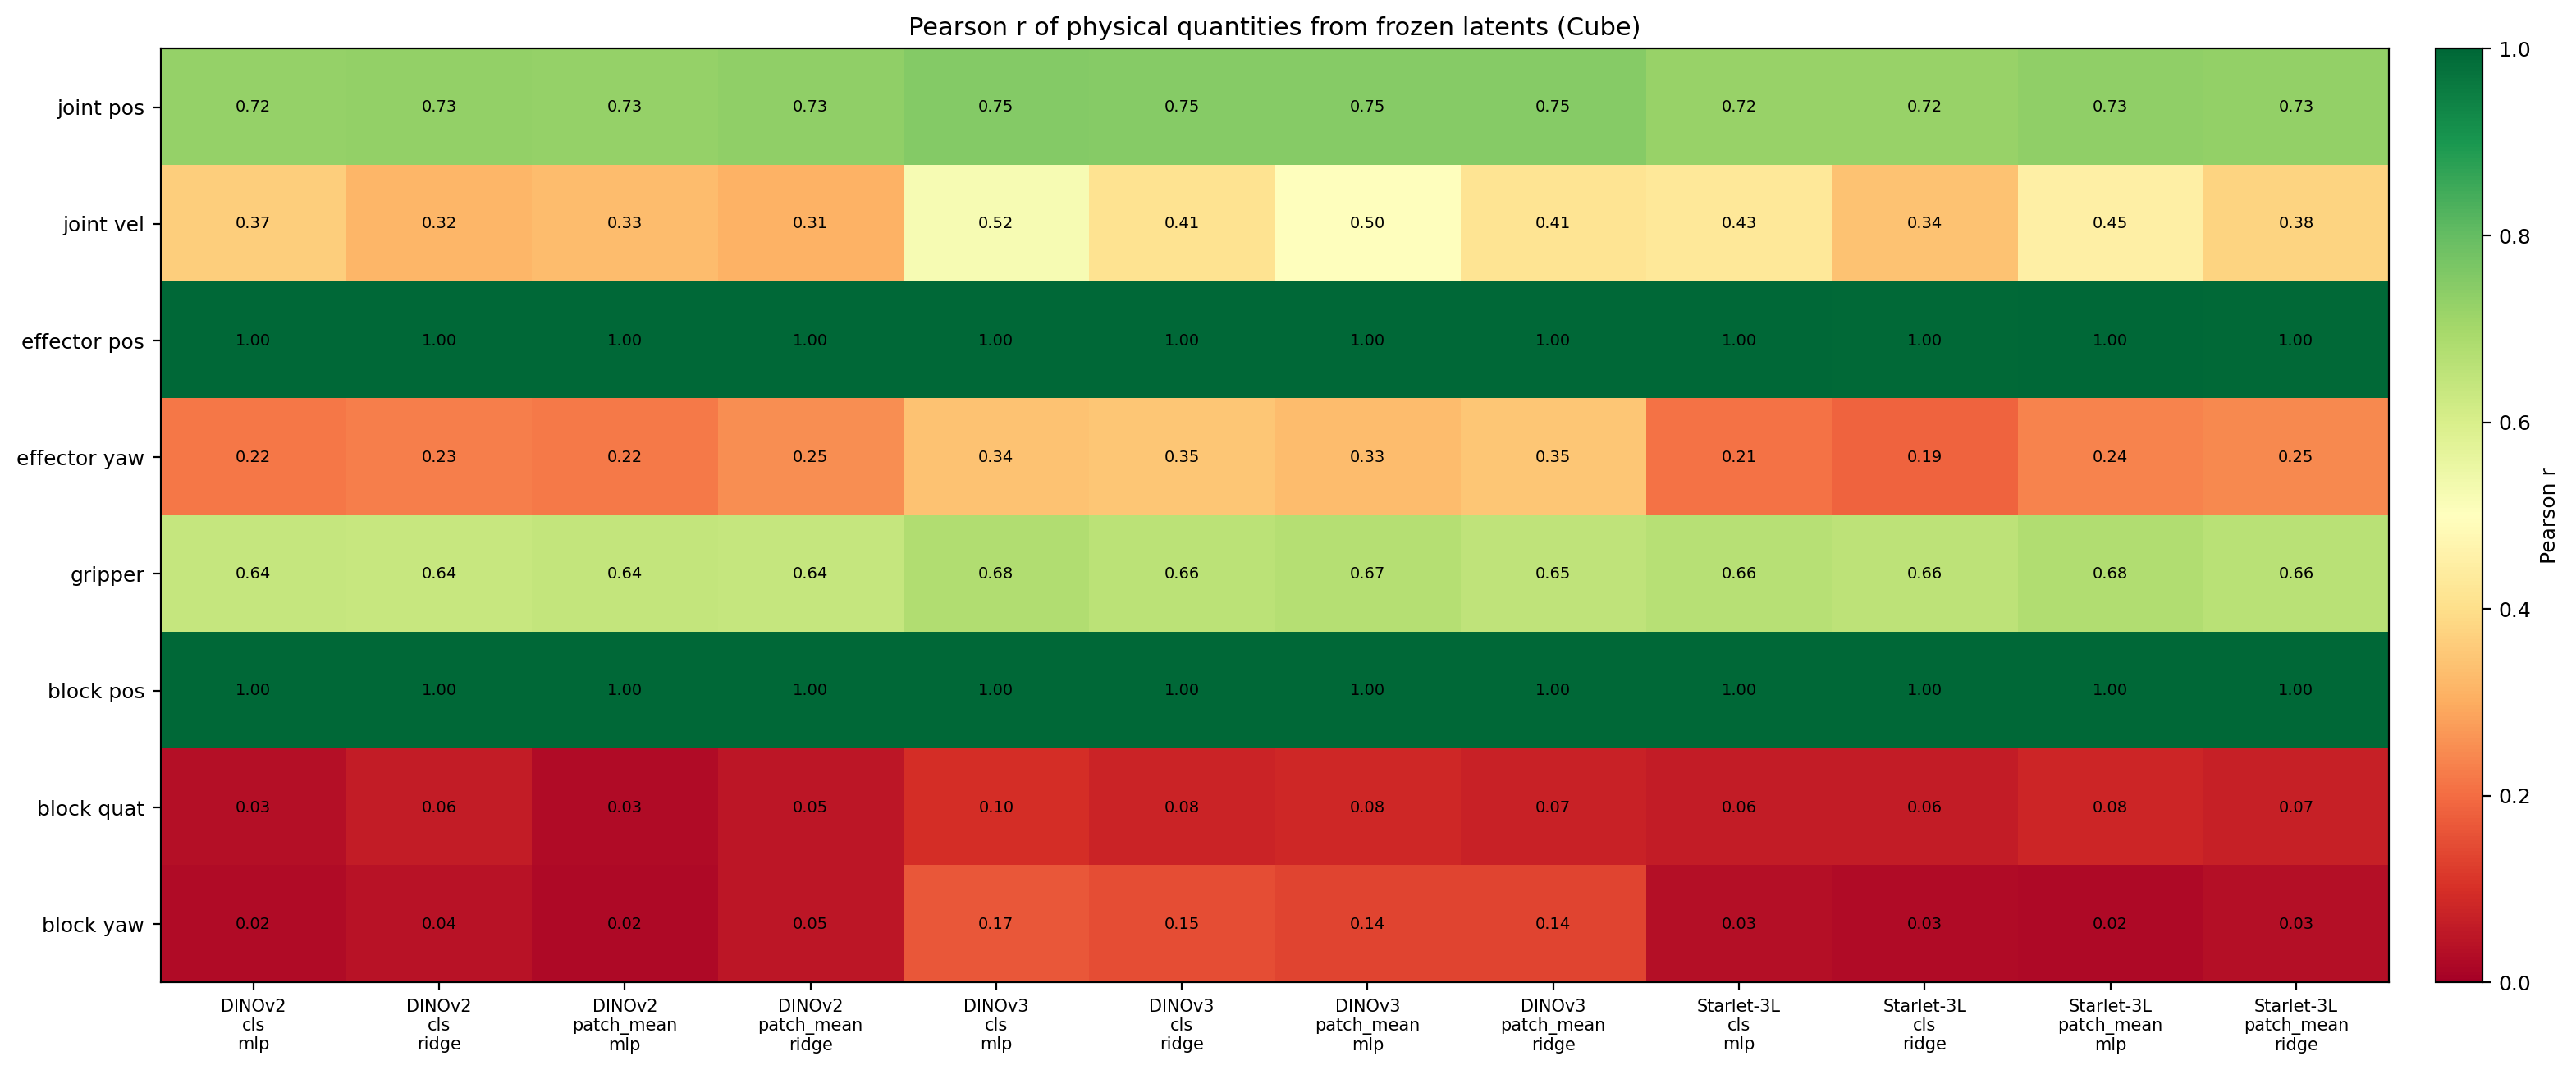 Pearson r of physical quantities from frozen latents (Cube)
joint pos 0.72 0.73 0.73 0.73 0.75 0.75 0.75 0.75 0.72 0.72 0.73 0.73
joint vel 0.37 0.32 0.33 0.31 0.52 0.41 0.50 0.41 0.43 0.34 0.45 0.38
effector pos 1.00 1.00 1.00 1.00 1.00 1.00 1.00 1.00 1.00 1.00 1.00 1.00
effector yaw 0.22 0.23 0.22 0.25 0.34 0.35 0.33 0.35 0.21 0.19 0.24 0.25
gripper 0.64 0.64 0.64 0.64 0.68 0.66 0.67 0.65 0.66 0.66 0.68 0.66
block pos 1.00 1.00 1.00 1.00 1.00 1.00 1.00 1.00 1.00 1.00 1.00 1.00
block quat 0.03 0.06 0.03 0.05 0.10 0.08 0.08 0.07 0.06 0.06 0.08 0.07
block yaw 0.02 0.04 0.02 0.05 0.17 0.15 0.14 0.14 0.03 0.03 0.02 0.03
DINOv2 DINOv2 DINOv2 DINOv2 DINOv3 DINOv3 DINOv3 DINOv3 Starlet-3L Starlet-3L Starlet-3L Starlet-3L
cls cls patch_mean patch_mean cls cls patch_mean patch_mean cls cls patch_mean patch_mean
mlp ridge mlp ridge mlp ridge mlp ridge mlp ridge mlp ridge
1.0
0.8
0.6
0.4
0.2
0.0
Pearson r